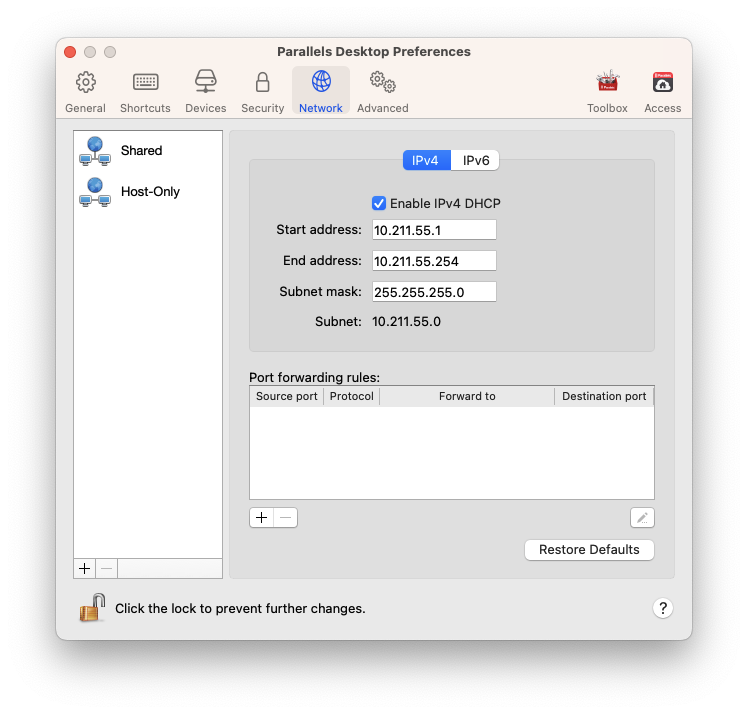 Parallels Desktop Preferences
General Shortcuts Devices Security Network Advanced Toolbox Access
Shared
Host-Only
IPv4 IPv6
Enable IPv4 DHCP
Start address: 10.211.55.1
End address: 10.211.55.254
Subnet mask: 255.255.255.0
Subnet: 10.211.55.0
Port forwarding rules:
Source port Protocol Forward to Destination port
Restore Defaults
Click the lock to prevent further changes.
?